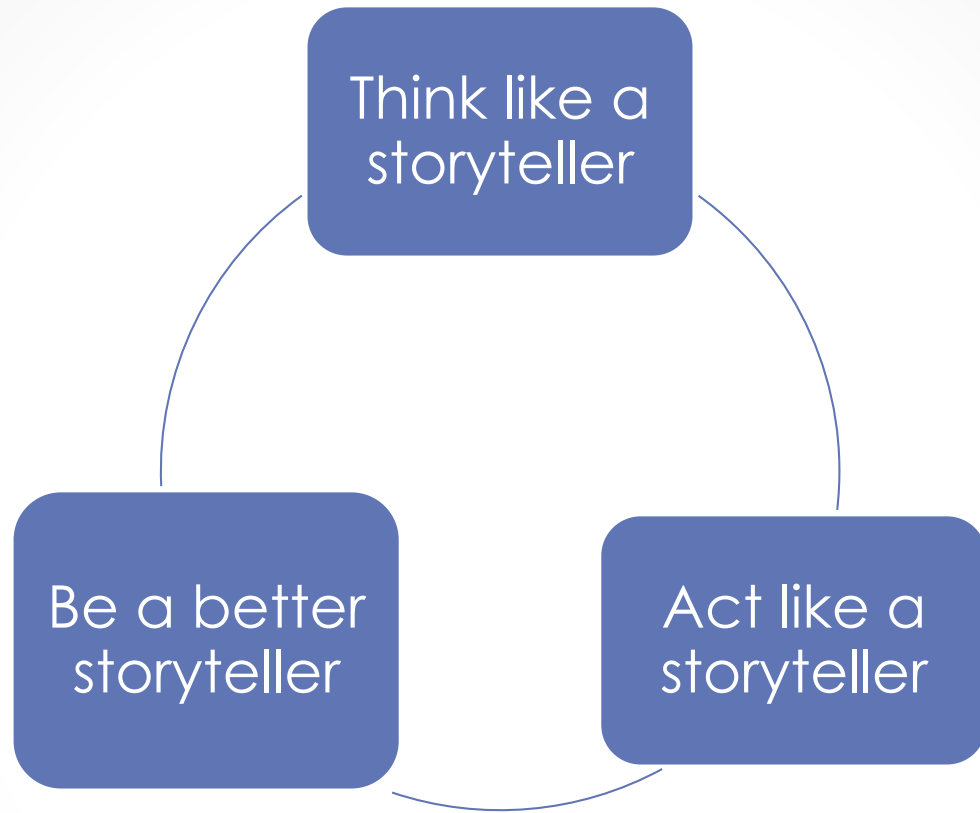 Think like a
storyteller
Act like a
storyteller
Be a better
storyteller